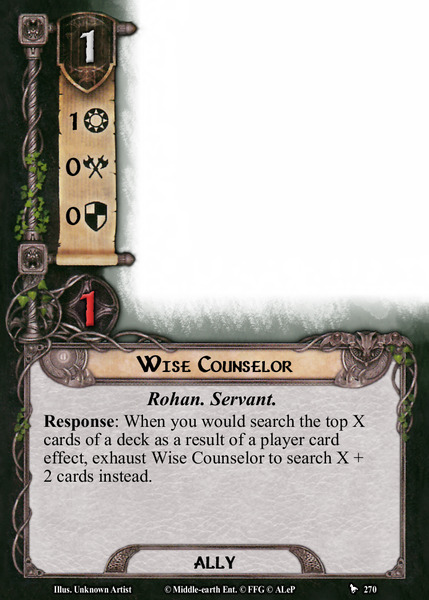 1
1
0
0
1
Wise Counselor
Rohan. Servant.
Response: When you would search the top X
cards of a deck as a result of a player card
effect, exhaust Wise Counselor to search X +
2 cards instead.
ALLY
Illus. Unknown Artist
© Middle-earth Ent. © FFG © ALeP
270